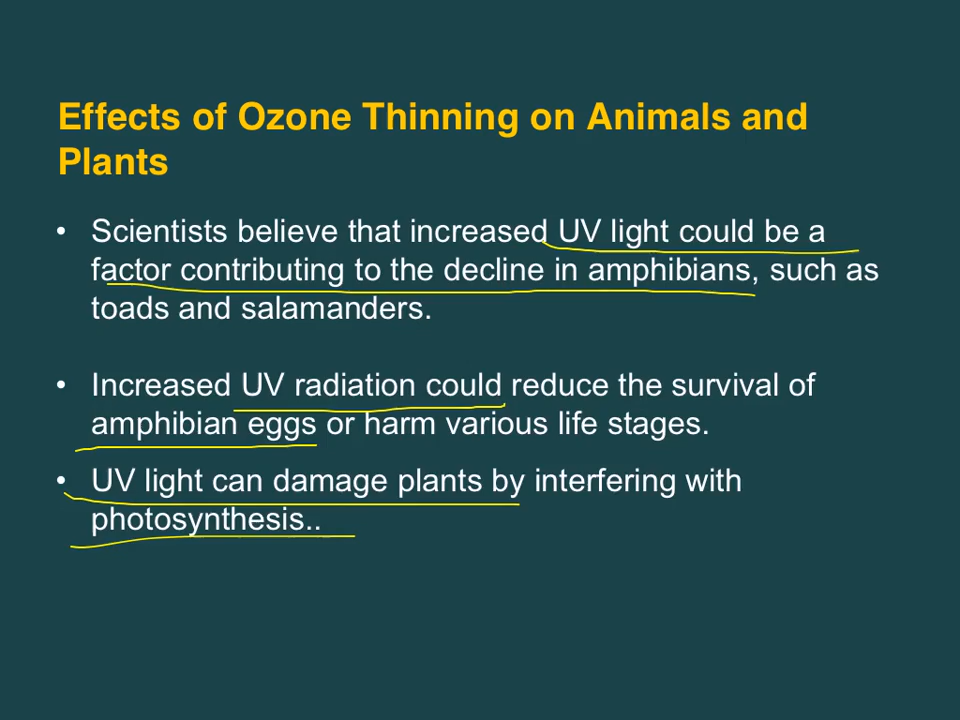 Effects of Ozone Thinning on Animals and
Plants
• Scientists believe that increased UV light could be a
factor contributing to the decline in amphibians, such as
toads and salamanders.
• Increased UV radiation could reduce the survival of
amphibian eggs or harm various life stages.
• UV light can damage plants by interfering with
photosynthesis..